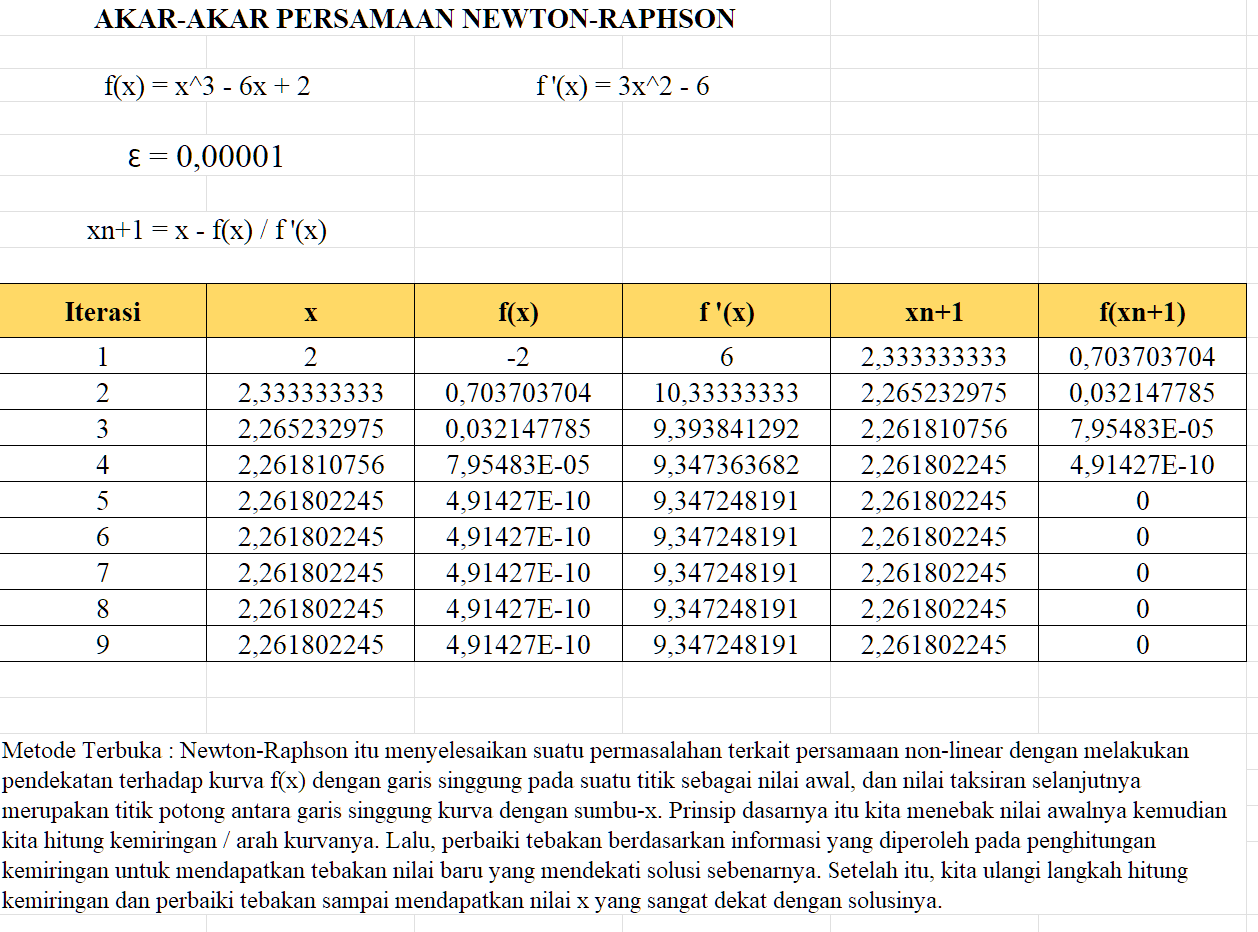 AKAR-AKAR PERSAMAAN NEWTON-RAPHSON
f(x) = x^3 - 6x + 2 f '(x) = 3x^2 - 6
ε = 0,00001
xn+1 = x - f(x) / f '(x)
Iterasi x f(x) f '(x) xn+1 f(xn+1)
1 2 -2 6 2,333333333 0,703703704
2 2,333333333 0,703703704 10,33333333 2,265232975 0,032147785
3 2,265232975 0,032147785 9,393841292 2,261810756 7,95483E-05
4 2,261810756 7,95483E-05 9,347363682 2,261802245 4,91427E-10
5 2,261802245 4,91427E-10 9,347248191 2,261802245 0
6 2,261802245 4,91427E-10 9,347248191 2,261802245 0
7 2,261802245 4,91427E-10 9,347248191 2,261802245 0
8 2,261802245 4,91427E-10 9,347248191 2,261802245 0
9 2,261802245 4,91427E-10 9,347248191 2,261802245 0
Metode Terbuka : Newton-Raphson itu menyelesaikan suatu permasalahan terkait persamaan non-linear dengan melakukan
pendekatan terhadap kurva f(x) dengan garis singgung pada suatu titik sebagai nilai awal, dan nilai taksiran selanjutnya
merupakan titik potong antara garis singgung kurva dengan sumbu-x. Prinsip dasarnya itu kita menebak nilai awalnya kemudian
kita hitung kemiringan / arah kurvanya. Lalu, perbaiki tebakan berdasarkan informasi yang diperoleh pada penghitungan
kemiringan untuk mendapatkan tebakan nilai baru yang mendekati solusi sebenarnya. Setelah itu, kita ulangi langkah hitung
kemiringan dan perbaiki tebakan sampai mendapatkan nilai x yang sangat dekat dengan solusinya.